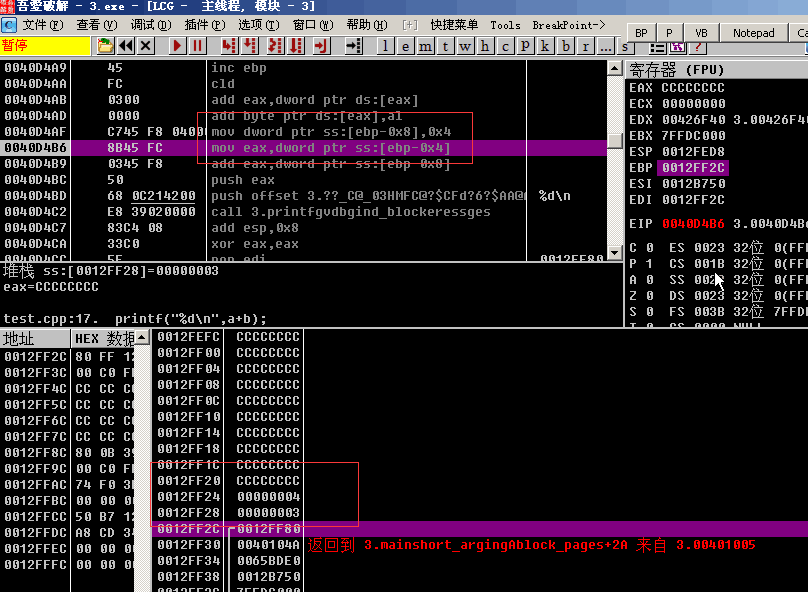 吾愛破解 - 3.exe - [LCG - 主线程, 模块 - 3]
文件(F) 查看(V) 调试(D) 插件(P) 选项(T) 窗口(W) 帮助(H) [+] 快捷菜单 Tools BreakPoint->
BP P VB Notepad
暂停 l e m t w h c p k b r ... s
0040D4A9 45 inc ebp
0040D4AA FC cld
0040D4AB 0300 add eax,dword ptr ds:[eax]
0040D4AD 0000 add byte ptr ds:[eax],al
0040D4AF C745 F8 0400 mov dword ptr ss:[ebp-0x8],0x4
0040D4B6 8B45 FC mov eax,dword ptr ss:[ebp-0x4]
0040D4B9 0345 F8 add eax,dword ptr ss:[ebp-0x8]
0040D4BC 50 push eax
0040D4BD 68 0C214200 push offset 3.??_C@_03HMFC@?$CFd?6?$AA@ %d\n
0040D4C2 E8 39020000 call 3.printfgvdbgind_blockeressges
0040D4C7 83C4 08 add esp,0x8
0040D4CA 33C0 xor eax,eax
0040D4CC 5F pop edi 0012FF80
堆栈 ss:[0012FF28]=00000003
eax=CCCCCCCC
test.cpp:17. printf("%d\n",a+b);
寄存器 (FPU)
EAX CCCCCCCC
ECX 00000000
EDX 00426F40 3.00426F40
EBX 7FFDC000
ESP 0012FED8
EBP 0012FF2C
ESI 0012B750
EDI 0012FF2C
EIP 0040D4B6 3.0040D4B6
C 0 ES 0023 32位 0(FFF
P 1 CS 001B 32位 0(FFF
A 0 SS 0023 32位 0(FFF
Z 0 DS 0023 32位 0(FFF
S 0 FS 003B 32位 7FFD
T 0 GS 0000 NULL
地址 HEX 数据
0012FF2C 80 FF 12
0012FF3C 00 C0 F
0012FF4C CC CC C
0012FF5C CC CC C
0012FF6C CC CC C
0012FF7C CC CC C
0012FF8C 80 0B 39
0012FF9C 00 C0 F
0012FFAC 74 F0 3
0012FFBC 00 00 0
0012FFCC 50 B7 12
0012FFDC A8 CD 34
0012FFEC 00 00 0
0012FFFC 00 00 0
0012FEFC CCCCCCCC
0012FF00 CCCCCCCC
0012FF04 CCCCCCCC
0012FF08 CCCCCCCC
0012FF0C CCCCCCCC
0012FF10 CCCCCCCC
0012FF14 CCCCCCCC
0012FF18 CCCCCCCC
0012FF1C CCCCCCCC
0012FF20 CCCCCCCC
0012FF24 00000004
0012FF28 00000003
0012FF2C 0012FF80
0012FF30 0040104A 返回到 3.mainshort_argingAblock_pages+2A 来自 3.00401005
0012FF34 0065BDE0
0012FF38 0012B750
0012FF3C 7FFDC000